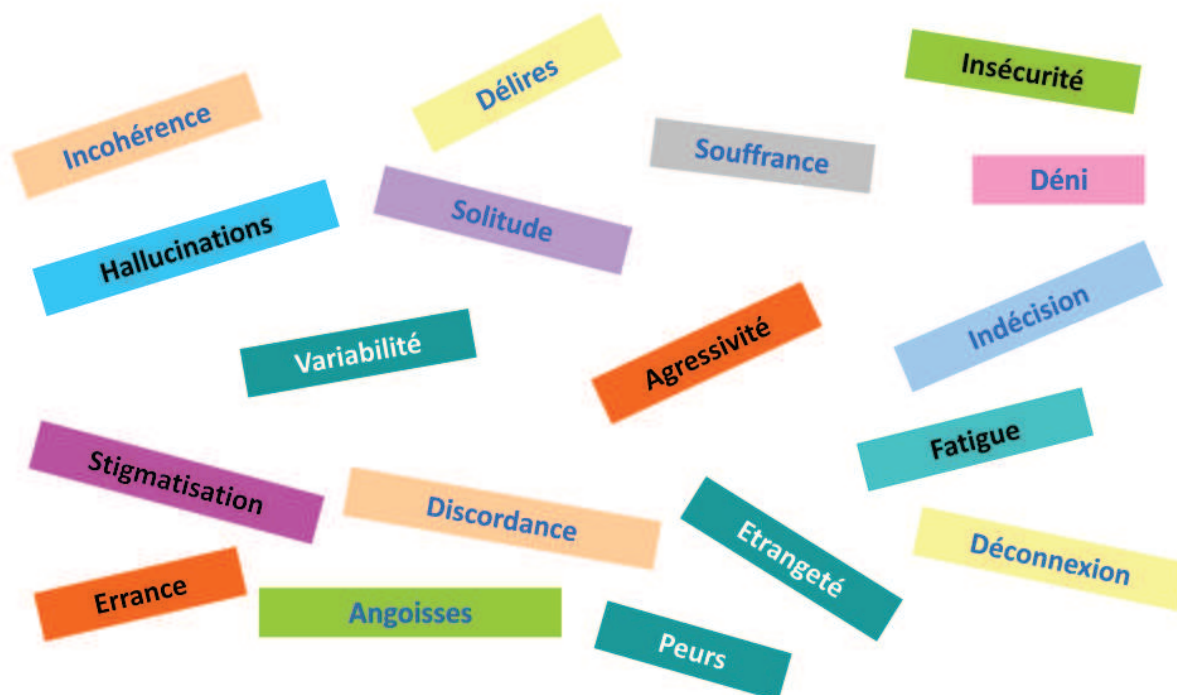 Insécurité
Délires
Incohérence
Souffrance
Déni
Solitude
Hallucinations
Indécision
Variabilité
Agressivité
Fatigue
Stigmatisation
Discordance
Etrangeté
Déconnexion
Errance
Angoisses
Peurs